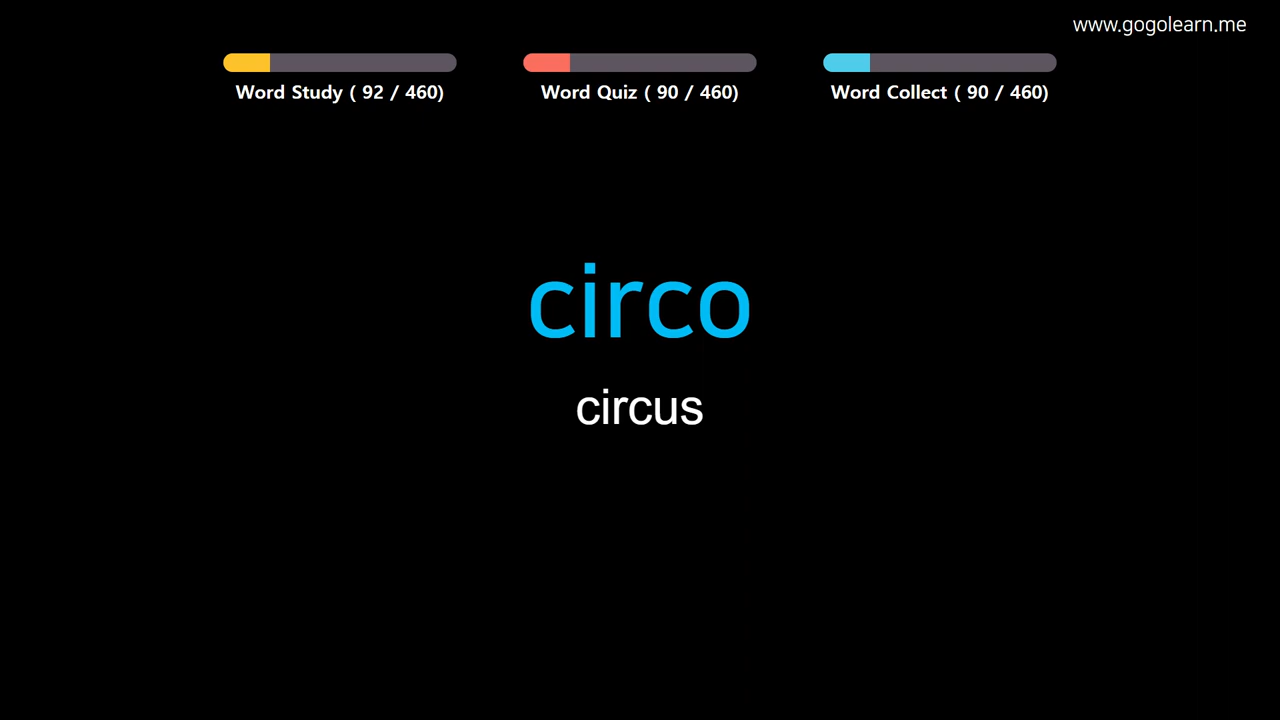 www.gogolearn.me
Word Study ( 92 / 460)
Word Quiz ( 90 / 460)
Word Collect ( 90 / 460)
circo
circus